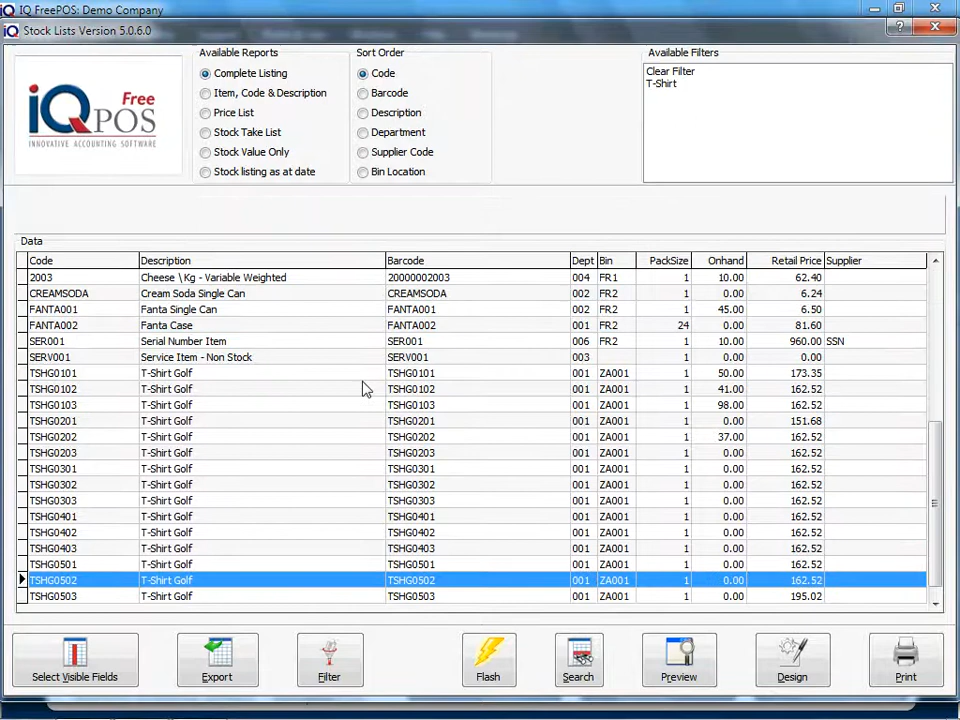 IQ FreePOS: Demo Company
Stock Lists Version 5.0.6.0
iQ Free POS
INNOVATIVE ACCOUNTING SOFTWARE
Available Reports
Complete Listing
Item, Code & Description
Price List
Stock Take List
Stock Value Only
Stock listing as at date
Sort Order
Code
Barcode
Description
Department
Supplier Code
Bin Location
Available Filters
Clear Filter
T-Shirt
Data
Code Description Barcode Dept Bin PackSize Onhand Retail Price Supplier
2003 Cheese \ Kg - Variable Weighted 20000002003 004 FR1 1 10.00 62.40
CREAMSODA Cream Soda Single Can CREAMSODA 002 FR2 1 0.00 6.24
FANTA001 Fanta Single Can FANTA001 002 FR2 1 45.00 6.50
FANTA002 Fanta Case FANTA002 001 FR2 24 0.00 81.60
SER001 Serial Number Item SER001 006 FR2 1 10.00 960.00 SSN
SERV001 Service Item - Non Stock SERV001 003 1 0.00 0.00
TSHG0101 T-Shirt Golf TSHG0101 001 ZA001 1 50.00 173.35
TSHG0102 T-Shirt Golf TSHG0102 001 ZA001 1 41.00 162.52
TSHG0103 T-Shirt Golf TSHG0103 001 ZA001 1 98.00 162.52
TSHG0201 T-Shirt Golf TSHG0201 001 ZA001 1 0.00 151.68
TSHG0202 T-Shirt Golf TSHG0202 001 ZA001 1 37.00 162.52
TSHG0203 T-Shirt Golf TSHG0203 001 ZA001 1 0.00 162.52
TSHG0301 T-Shirt Golf TSHG0301 001 ZA001 1 0.00 162.52
TSHG0302 T-Shirt Golf TSHG0302 001 ZA001 1 0.00 162.52
TSHG0303 T-Shirt Golf TSHG0303 001 ZA001 1 0.00 162.52
TSHG0401 T-Shirt Golf TSHG0401 001 ZA001 1 0.00 162.52
TSHG0402 T-Shirt Golf TSHG0402 001 ZA001 1 0.00 162.52
TSHG0403 T-Shirt Golf TSHG0403 001 ZA001 1 0.00 162.52
TSHG0501 T-Shirt Golf TSHG0501 001 ZA001 1 0.00 162.52
TSHG0502 T-Shirt Golf TSHG0502 001 ZA001 1 0.00 162.52
TSHG0503 T-Shirt Golf TSHG0503 001 ZA001 1 0.00 195.02
Select Visible Fields Export Filter Flash Search Preview Design Print